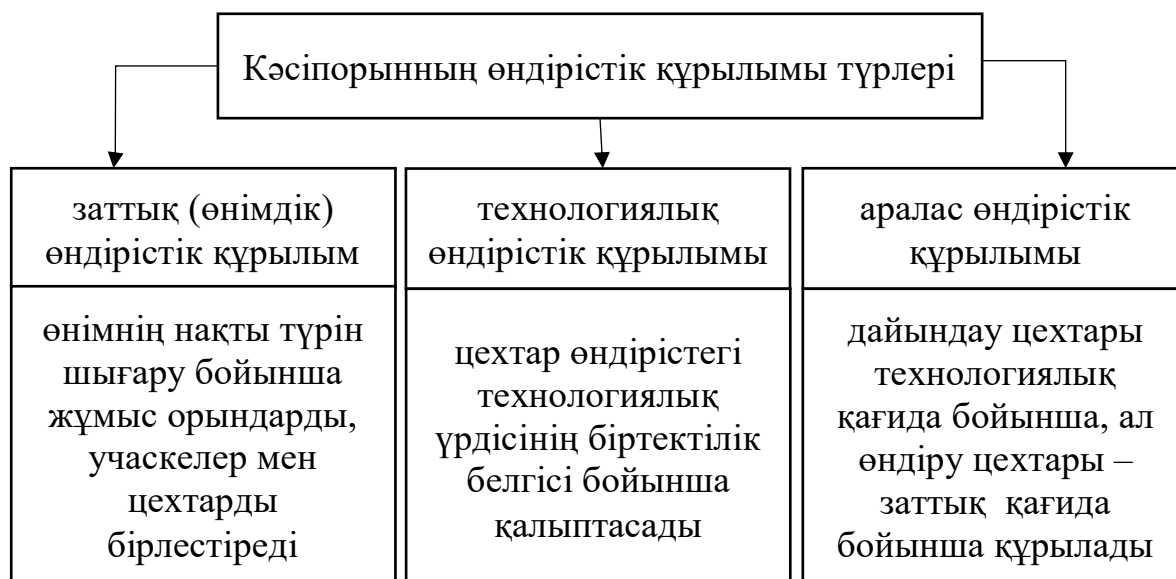 Кәсіпорынның өндірістік құрылымы түрлері
заттық (өнімдік)
өндірістік құрылым
технологиялық
өндірістік құрылымы
аралас өндірістік
құрылымы
өнімнің нақты түрін
шығару бойынша
жұмыс орындарды,
учаскелер мен
цехтарды
бірлестіреді
цехтар өндірістегі
технологиялық
үрдісінің біртектілік
белгісі бойынша
қалыптасады
дайындау цехтары
технологиялық
қағида бойынша, ал
өндіру цехтары –
заттық қағида
бойынша құрылады